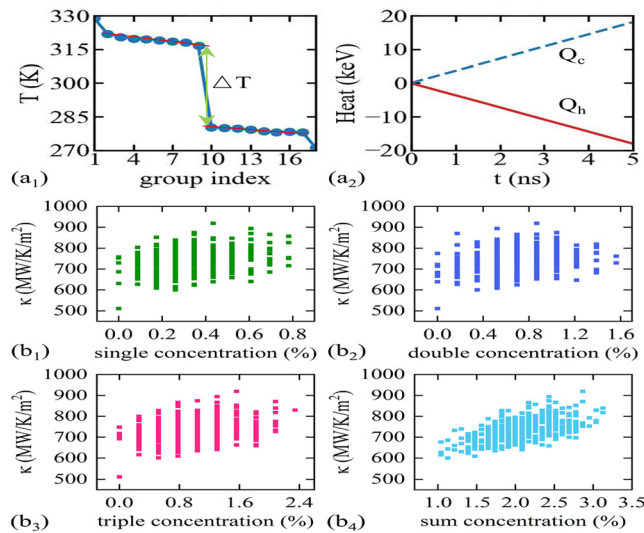 330
315
300
285
270
T (K)
△ T
1 4 7 10 13 16
(a₁) group index
20
10
0
−10
−20
Heat (keV)
Q_c
Q_h
0 1 2 3 4 5
(a₂) t (ns)
1000
900
800
700
600
500
κ (MW/K/m²)
0.0 0.2 0.4 0.6 0.8
(b₁) single concentration (%)
1000
900
800
700
600
500
κ (MW/K/m²)
0.0 0.4 0.8 1.2 1.6
(b₂) double concentration (%)
1000
900
800
700
600
500
κ (MW/K/m²)
0.0 0.8 1.6 2.4
(b₃) triple concentration (%)
1000
900
800
700
600
500
κ (MW/K/m²)
1.0 1.5 2.0 2.5 3.0 3.5
(b₄) sum concentration (%)